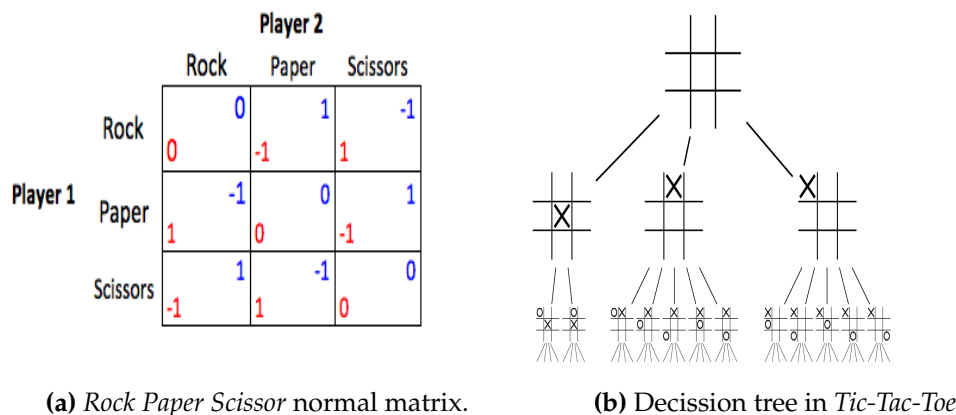 Player 2
Rock Paper Scissors
Rock
0 1 -1
0 -1 1
Player 1
Paper
-1 0 1
1 0 -1
Scissors
1 -1 0
-1 1 0
(a) Rock Paper Scissor normal matrix.
X X X
X
O O O X X X X X X X X X X
X X O O O O
O O O O O
(b) Decission tree in Tic-Tac-Toe